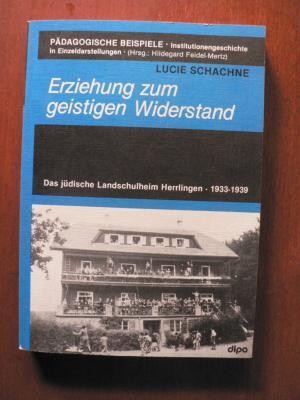 PÄDAGOGISCHE BEISPIELE · Institutionengeschichte
in Einzeldarstellungen · (Hrsg.: Hildegard Feidel-Mertz)
LUCIE SCHACHNE
Erziehung zum
geistigen Widerstand
Das jüdische Landschulheim Herrlingen · 1933-1939
dipa